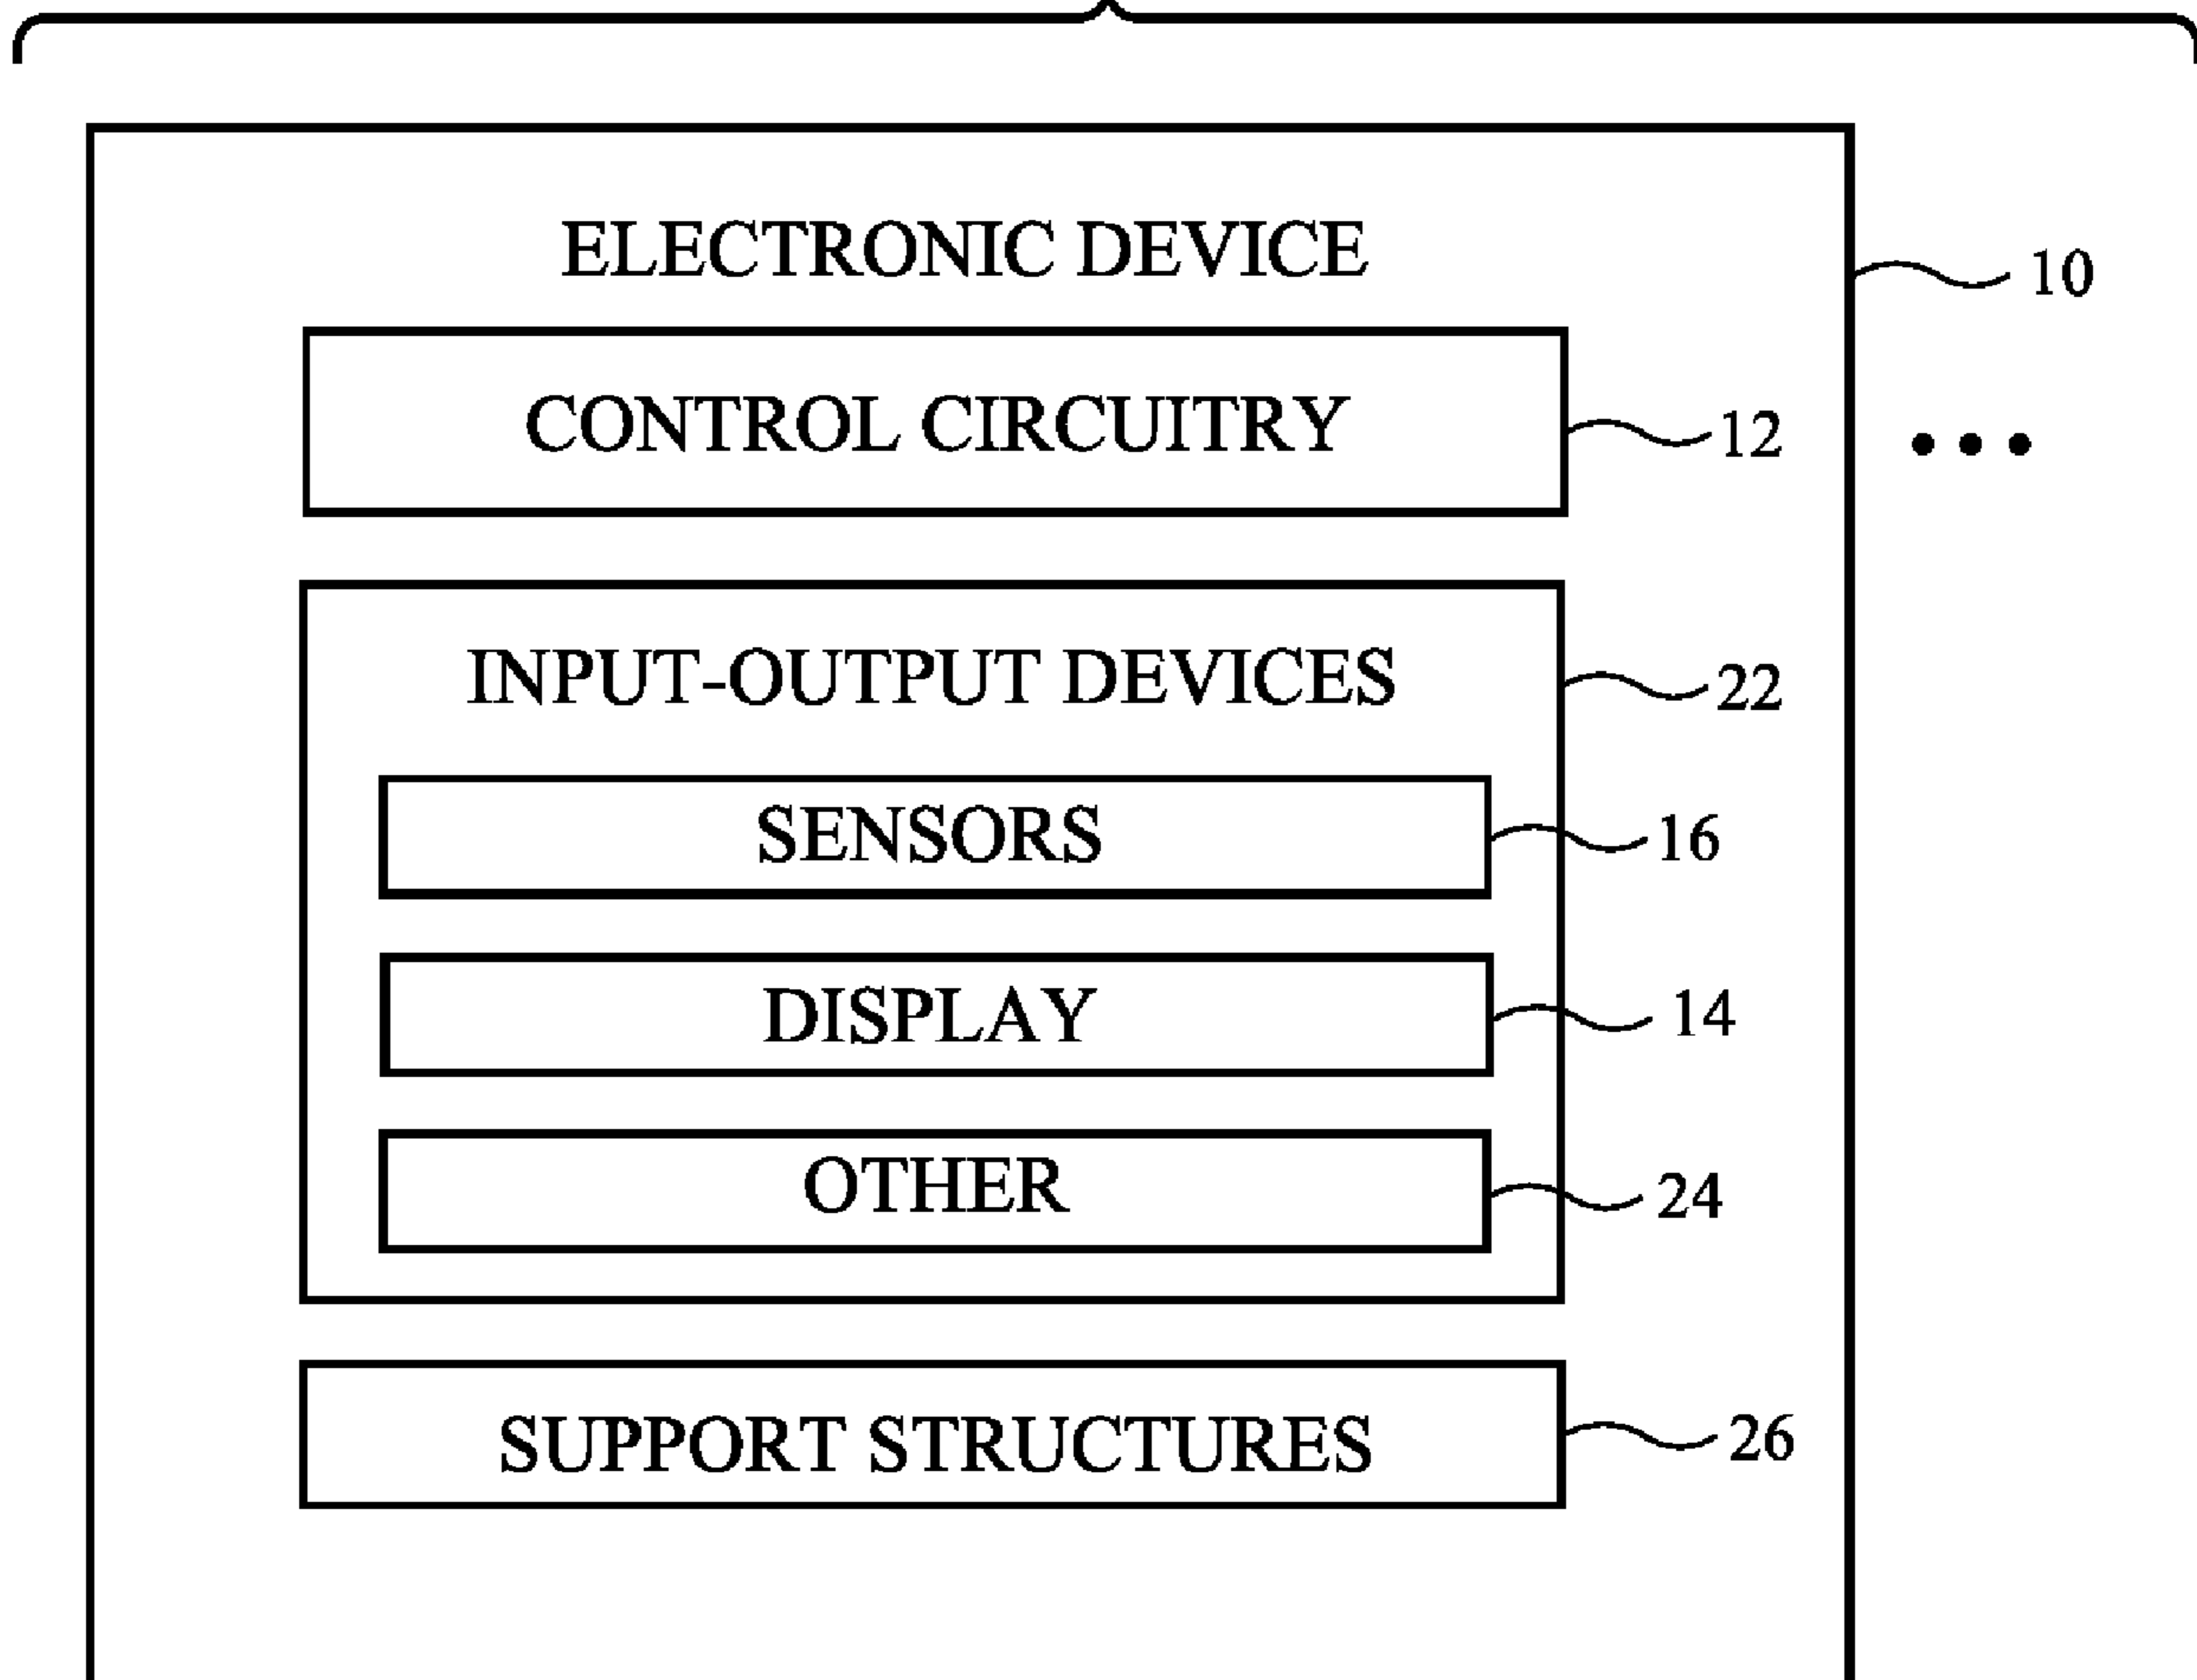 ELECTRONIC DEVICE
10
CONTROL CIRCUITRY
12
INPUT-OUTPUT DEVICES
22
SENSORS
16
DISPLAY
14
OTHER
24
SUPPORT STRUCTURES
26